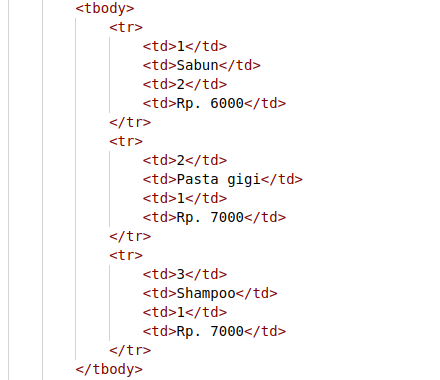 <tbody>
<tr>
<td>1</td>
<td>Sabun</td>
<td>2</td>
<td>Rp. 6000</td>
</tr>
<tr>
<td>2</td>
<td>Pasta gigi</td>
<td>1</td>
<td>Rp. 7000</td>
</tr>
<tr>
<td>3</td>
<td>Shampoo</td>
<td>1</td>
<td>Rp. 7000</td>
</tr>
</tbody>